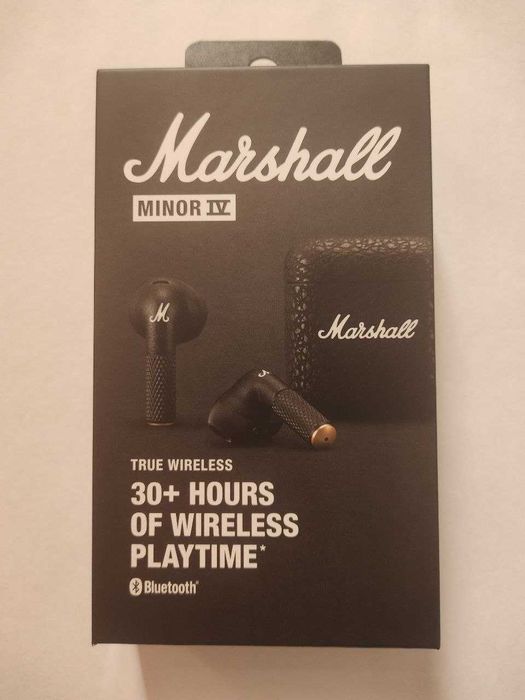 Marshall
MINOR IV
M
Marshall
TRUE WIRELESS
30+ HOURS
OF WIRELESS
PLAYTIME*
Bluetooth®